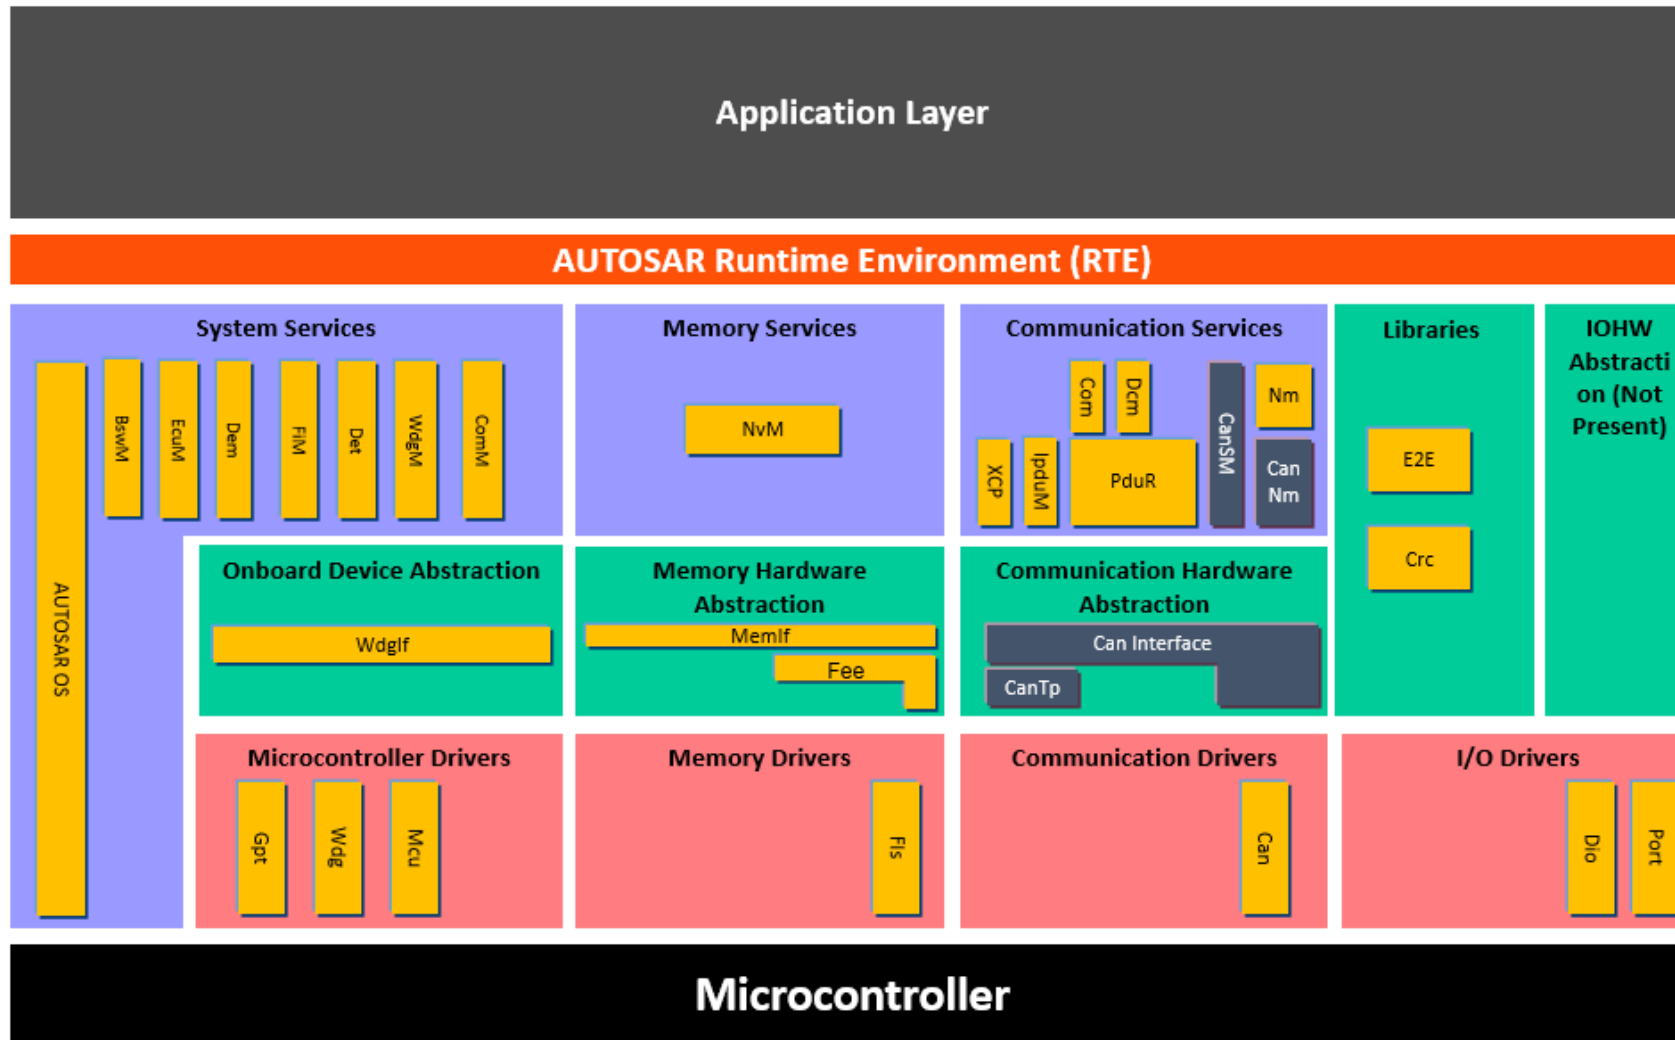 Application Layer
AUTOSAR Runtime Environment (RTE)
System Services
AUTOSAR OS
BswM
EcuM
Dem
FiM
Det
WdgM
ComM
Memory Services
NvM
Communication Services
Com
Dcm
XCP
IpduM
PduR
CanSM
Nm
Can
Nm
Libraries
E2E
Crc
IOHW
Abstracti
on (Not
Present)
Onboard Device Abstraction
WdgIf
Memory Hardware
Abstraction
MemIf
Fee
Communication Hardware
Abstraction
Can Interface
CanTp
Microcontroller Drivers
Gpt
Wdg
Mcu
Memory Drivers
Fls
Communication Drivers
Can
I/O Drivers
Dio
Port
Microcontroller